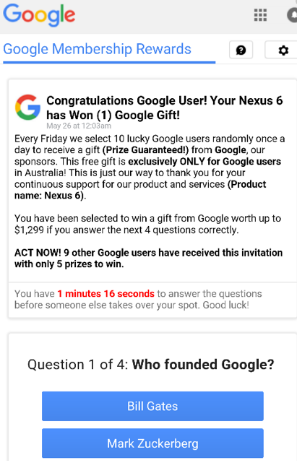 Google
Google Membership Rewards
Congratulations Google User! Your Nexus 6
has Won (1) Google Gift!
May 26 at 12:03am
Every Friday we select 10 lucky Google users randomly once a
day to receive a gift (Prize Guaranteed!) from Google, our
sponsors. This free gift is exclusively ONLY for Google users
in Australia! This is just our way to thank you for your
continuous support for our product and services (Product
name: Nexus 6).
You have been selected to win a gift from Google worth up to
$1,299 if you answer the next 4 questions correctly.
ACT NOW! 9 other Google users have received this invitation
with only 5 prizes to win.
You have 1 minutes 16 seconds to answer the questions
before someone else takes over your spot. Good luck!
Question 1 of 4: Who founded Google?
Bill Gates
Mark Zuckerberg